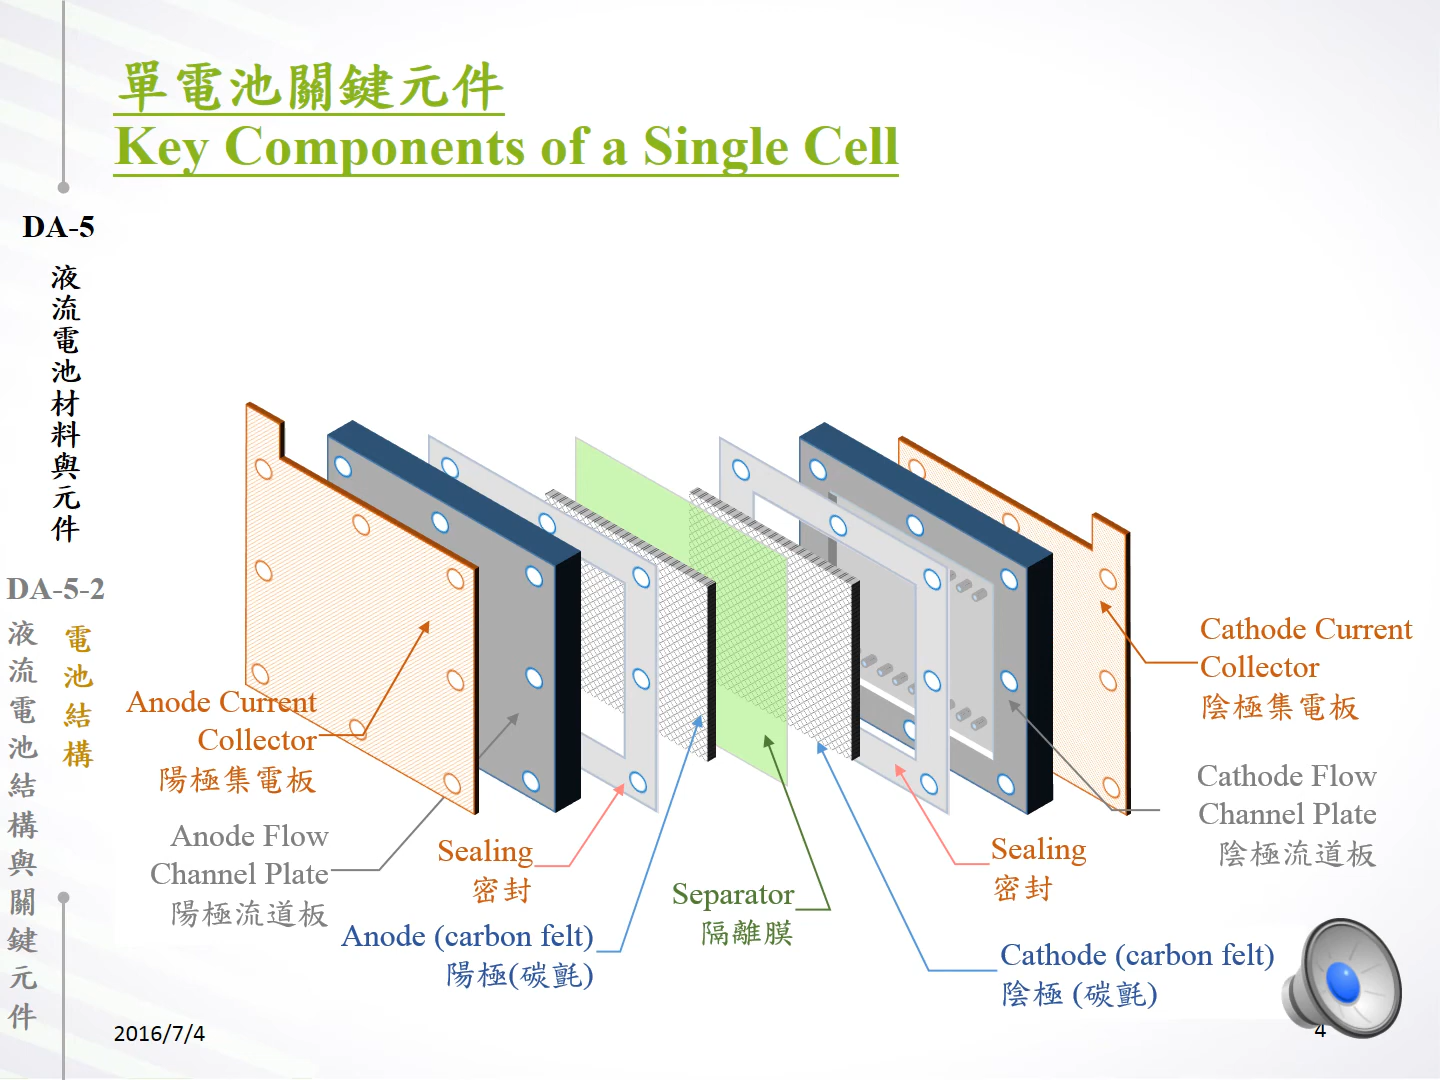 單電池關鍵元件
Key Components of a Single Cell
DA-5
液流電池材料與元件
DA-5-2
液流電池結構與關鍵元件
電池結構
Anode Current
Collector
陽極集電板
Anode Flow
Channel Plate
陽極流道板
Sealing
密封
Anode (carbon felt)
陽極(碳氈)
Separator
隔離膜
Cathode (carbon felt)
陰極 (碳氈)
Sealing
密封
Cathode Current
Collector
陰極集電板
Cathode Flow
Channel Plate
陰極流道板
2016/7/4
4